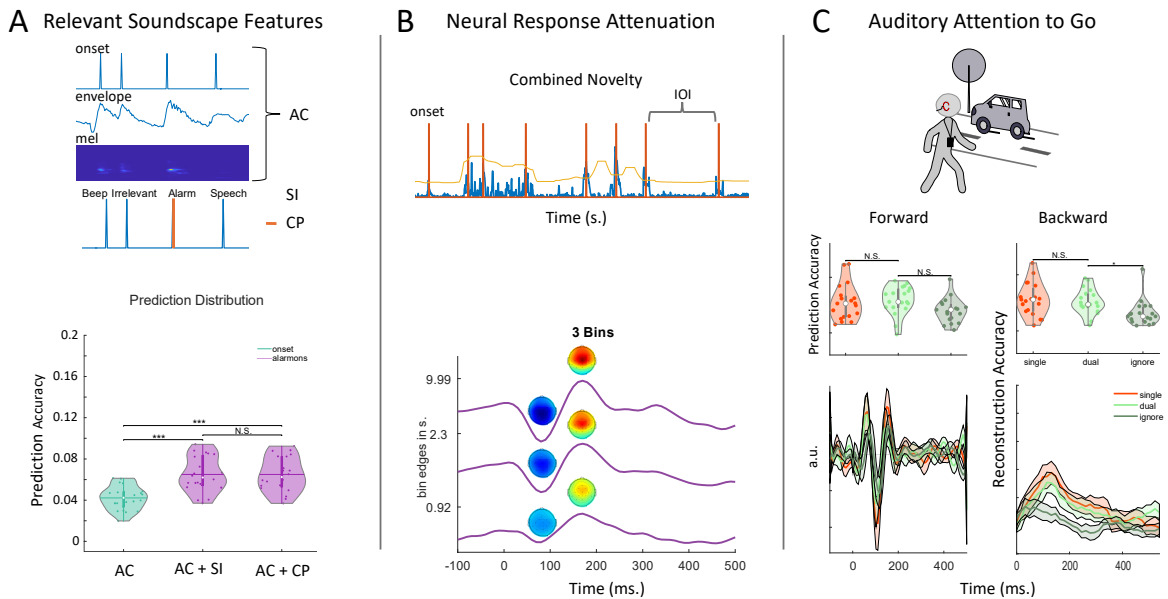 A Relevant Soundscape Features
onset
envelope
AC
mel
Beep Irrelevant Alarm Speech
SI
CP
Prediction Distribution
0.2
0.16
0.12
0.08
0.04
0
Prediction Accuracy
onset
alarmons
***
***
N.S.
AC
AC + SI
AC + CP
B Neural Response Attenuation
Combined Novelty
IOI
onset
Time (s.)
3 Bins
9.99
2.3
0.92
bin edges in s.
-100 0 100 200 300 400 500
Time (ms.)
C Auditory Attention to Go
C
Forward
Backward
Prediction Accuracy
N.S.
N.S.
N.S.
*
single dual ignore
Reconstruction Accuracy
a.u.
single
dual
ignore
0 200 400
0 200 400
Time (ms.)